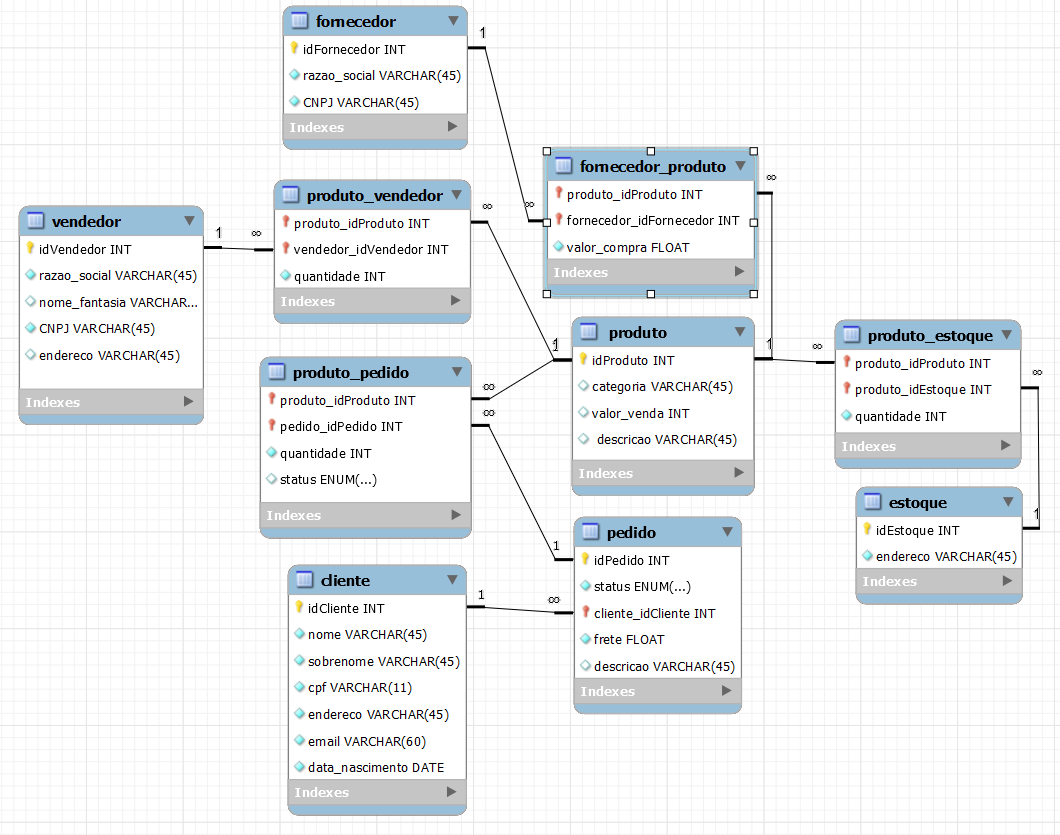 fornecedor
idFornecedor INT
razao_social VARCHAR(45)
CNPJ VARCHAR(45)
Indexes
1
fornecedor_produto
produto_idProduto INT
fornecedor_idFornecedor INT
valor_compra FLOAT
Indexes
∞
∞
produto_vendedor
produto_idProduto INT
vendedor_idVendedor INT
quantidade INT
Indexes
∞
∞
vendedor
idVendedor INT
razao_social VARCHAR(45)
nome_fantasia VARCHAR...
CNPJ VARCHAR(45)
endereco VARCHAR(45)
Indexes
1
produto
idProduto INT
categoria VARCHAR(45)
valor_venda INT
descricao VARCHAR(45)
Indexes
1
1
produto_estoque
produto_idProduto INT
produto_idEstoque INT
quantidade INT
Indexes
∞
∞
produto_pedido
produto_idProduto INT
pedido_idPedido INT
quantidade INT
status ENUM(...)
Indexes
∞
∞
estoque
idEstoque INT
endereco VARCHAR(45)
Indexes
1
pedido
idPedido INT
status ENUM(...)
cliente_idCliente INT
frete FLOAT
descricao VARCHAR(45)
Indexes
1
∞
cliente
idCliente INT
nome VARCHAR(45)
sobrenome VARCHAR(45)
cpf VARCHAR(11)
endereco VARCHAR(45)
email VARCHAR(60)
data_nascimento DATE
Indexes
1